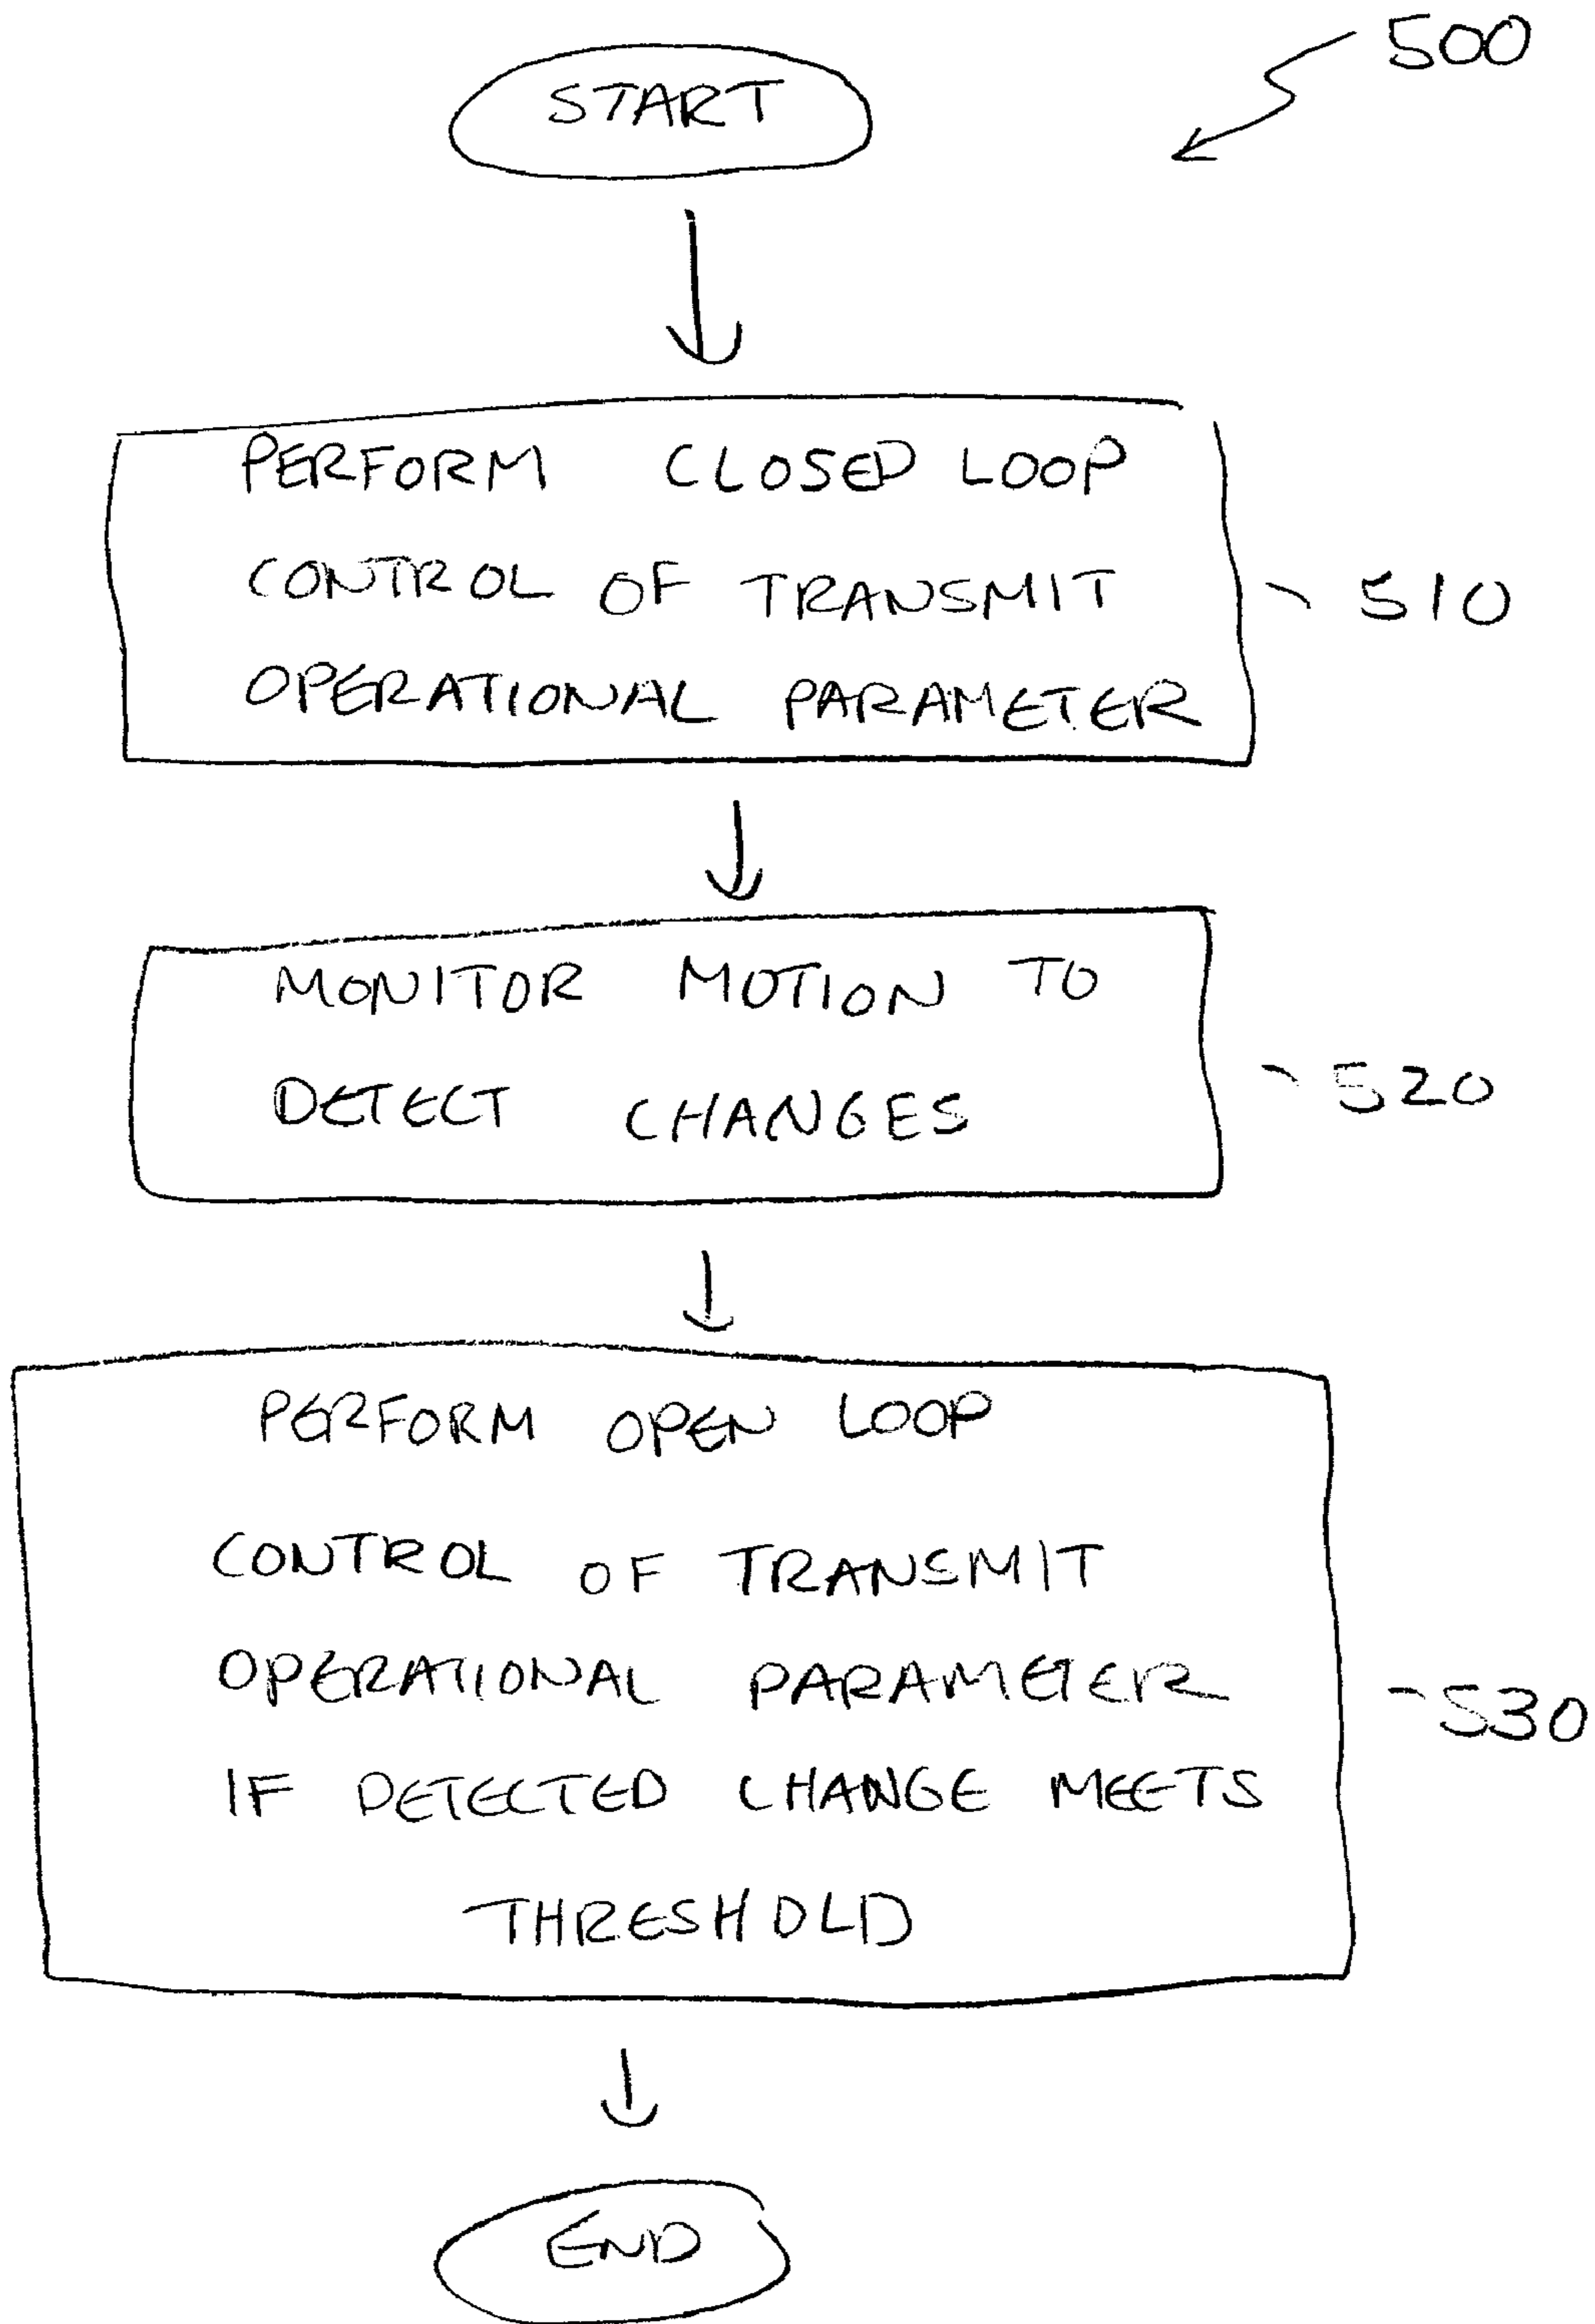 500
START
PERFORM CLOSED LOOP
CONTROL OF TRANSMIT
OPERATIONAL PARAMETER
510
MONITOR MOTION TO
DETECT CHANGES
520
PERFORM OPEN LOOP
CONTROL OF TRANSMIT
OPERATIONAL PARAMETER
IF DETECTED CHANGE MEETS
THRESHOLD
530
END